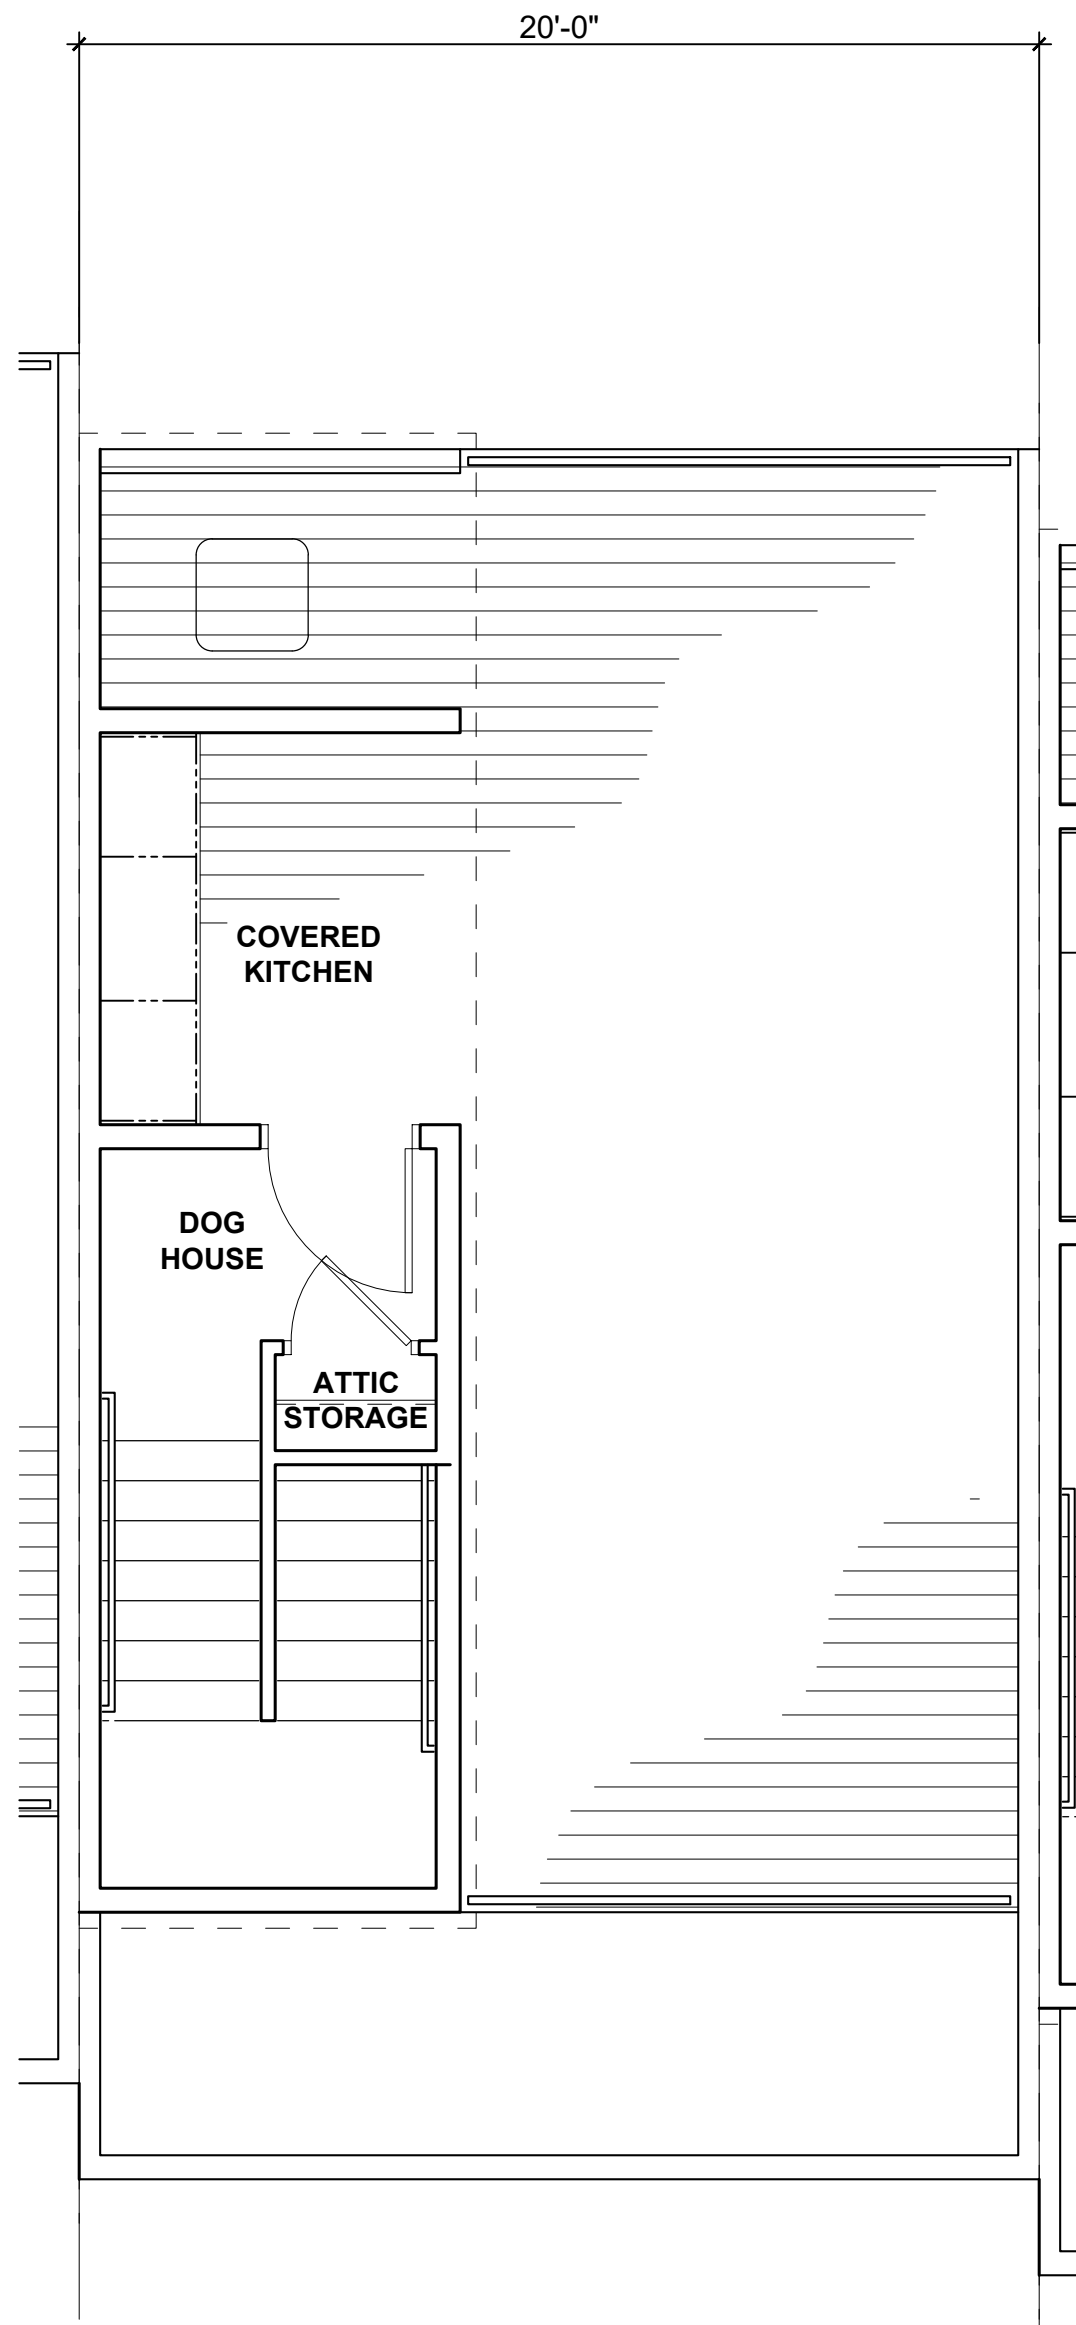 20'-0"
COVERED
KITCHEN
DOG
HOUSE
ATTIC
STORAGE